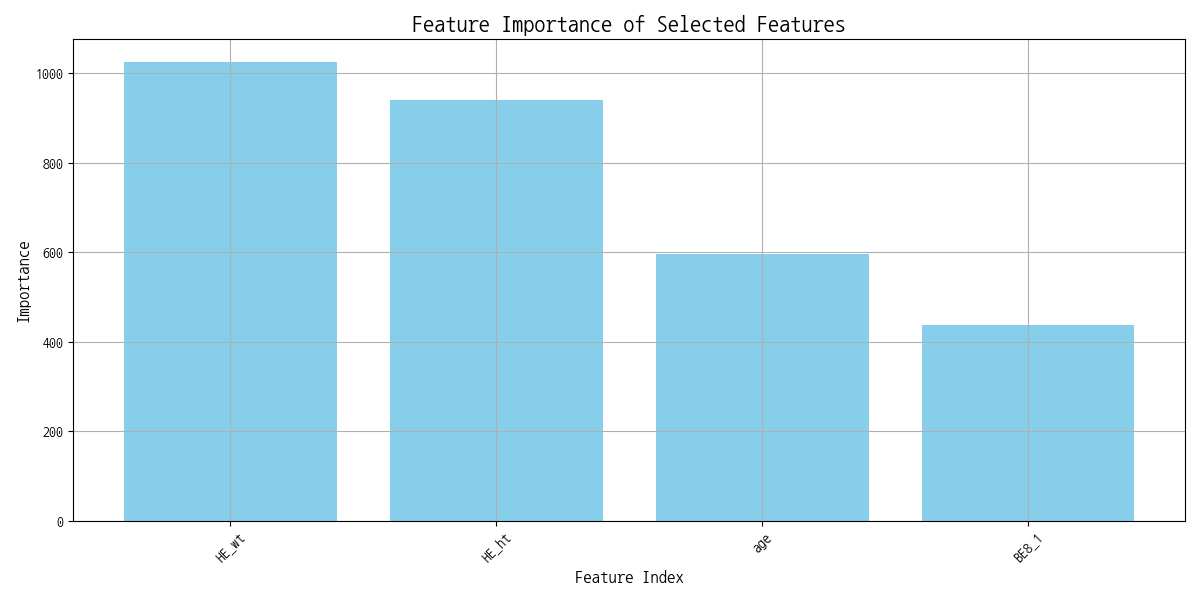 Feature Importance of Selected Features
1000
800
600
400
200
0
Importance
HE_wt
HE_ht
age
BE8_1
Feature Index